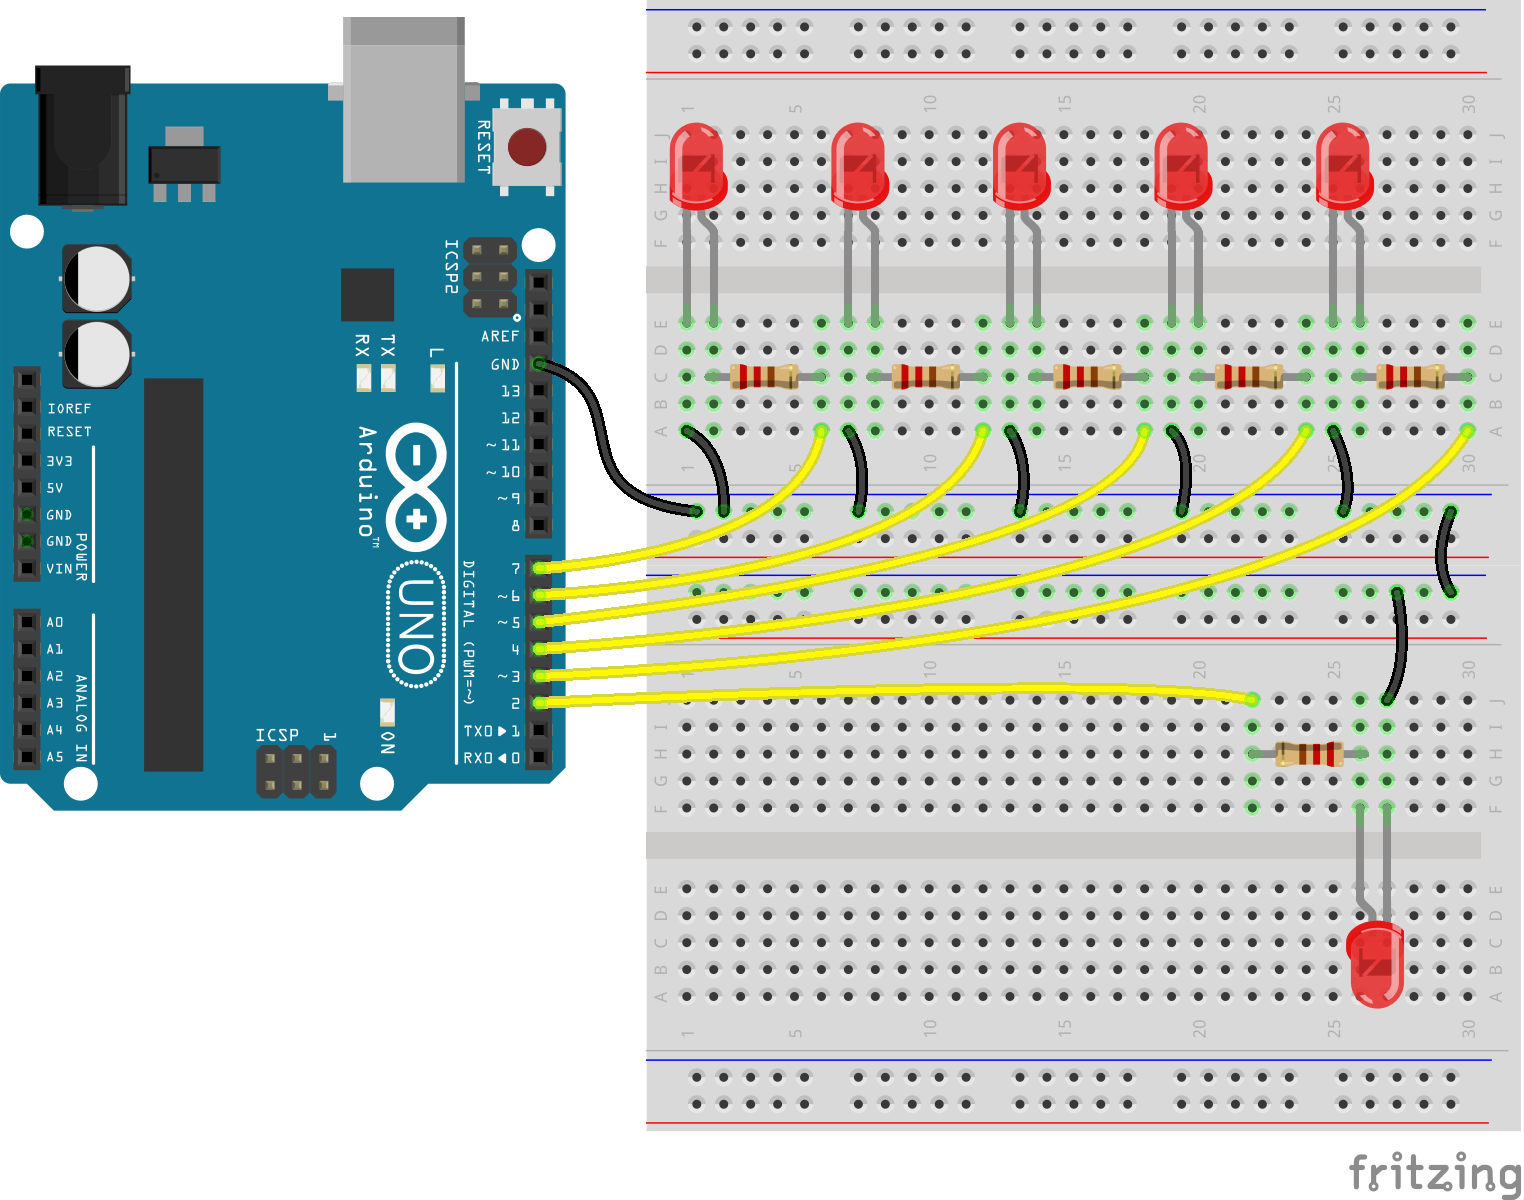 RESET
ICSP2
AREF
GND
13
12
~11
~10
~9
8
RX
TX
L
IOREF
RESET
3V3
5V
GND
GND
VIN
POWER
Arduino™
UNO
7
~6
~5
4
~3
2
TX0▶1
RX0◀0
DIGITAL (PWM=~)
A0
A1
A2
A3
A4
A5
ANALOG IN
ICSP
1
ON
1 5 10 15 20 25 30
J J
I I
H H
G G
F F
E E
D D
C C
B B
A A
1 5 10 15 20 25 30
1 5 10 15 20 25 30
J J
I I
H H
G G
F F
E E
D D
C C
B B
A A
1 5 10 15 20 25 30
fritzing